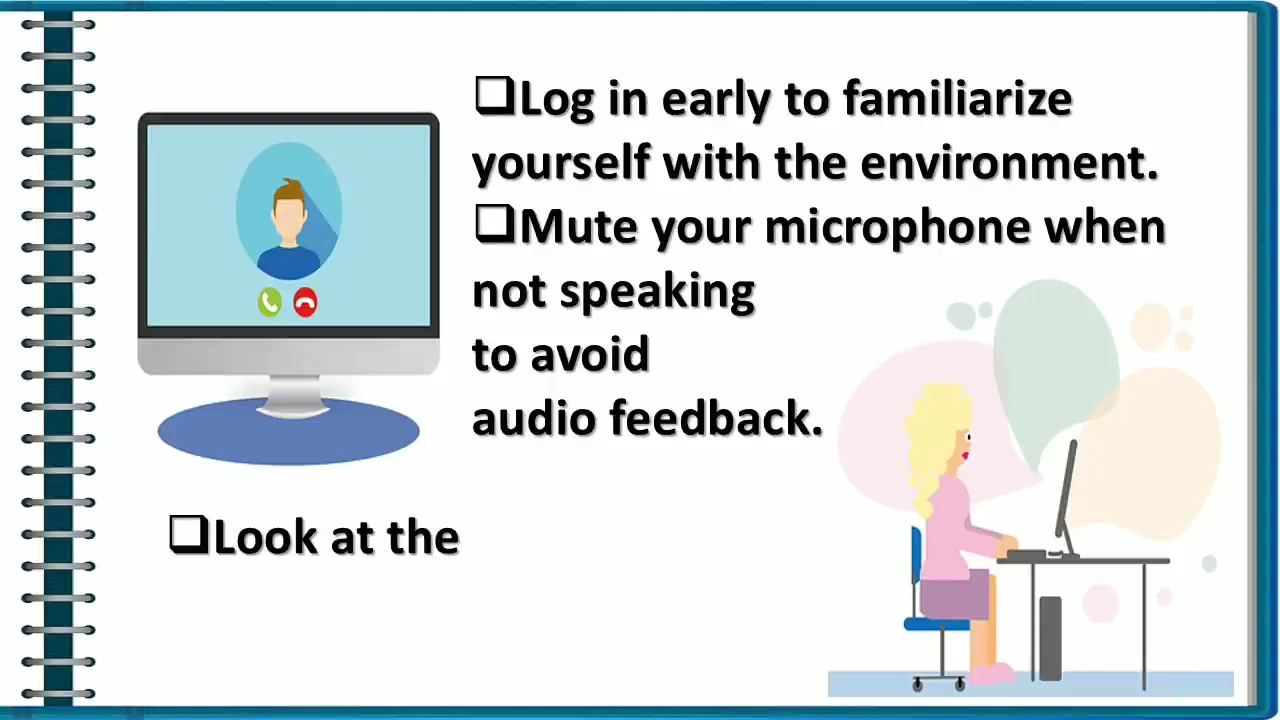 ❑Log in early to familiarize
yourself with the environment.
❑Mute your microphone when
not speaking
to avoid
audio feedback.
❑Look at the